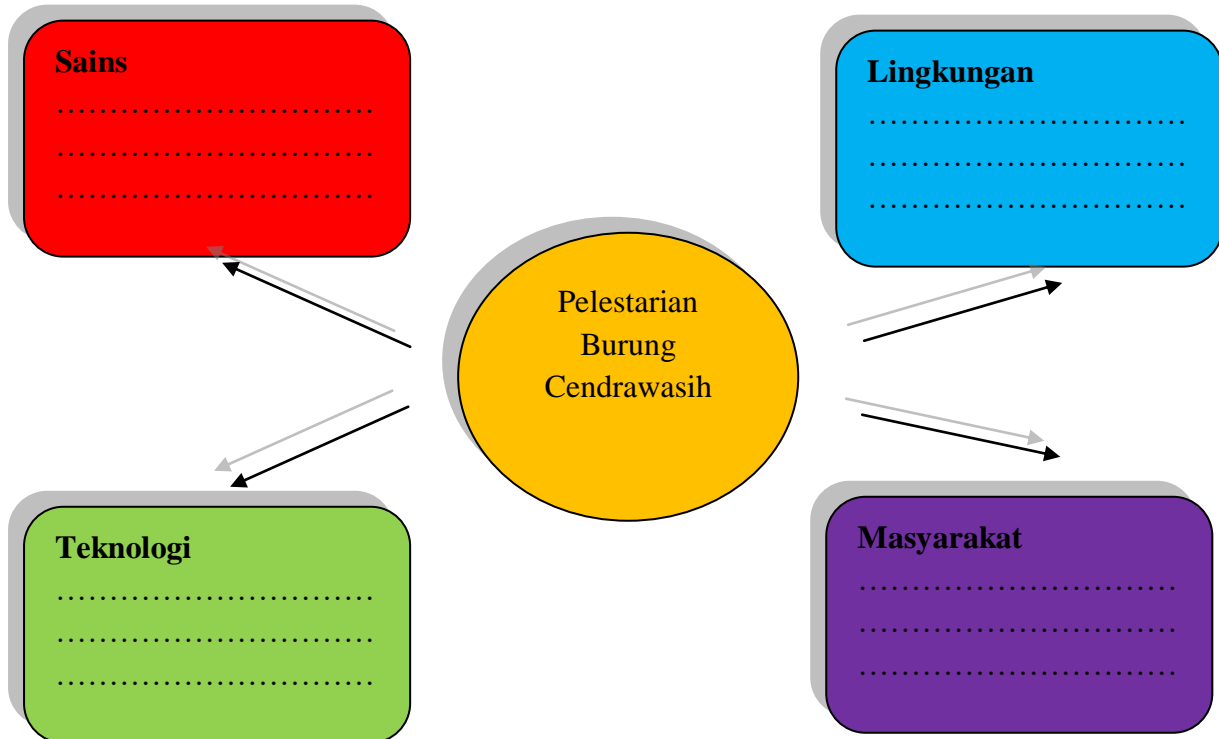 Sains
……………………………
……………………………
……………………………
Lingkungan
……………………………
……………………………
……………………………
Pelestarian
Burung
Cendrawasih
Teknologi
……………………………
……………………………
……………………………
Masyarakat
……………………………
……………………………
……………………………